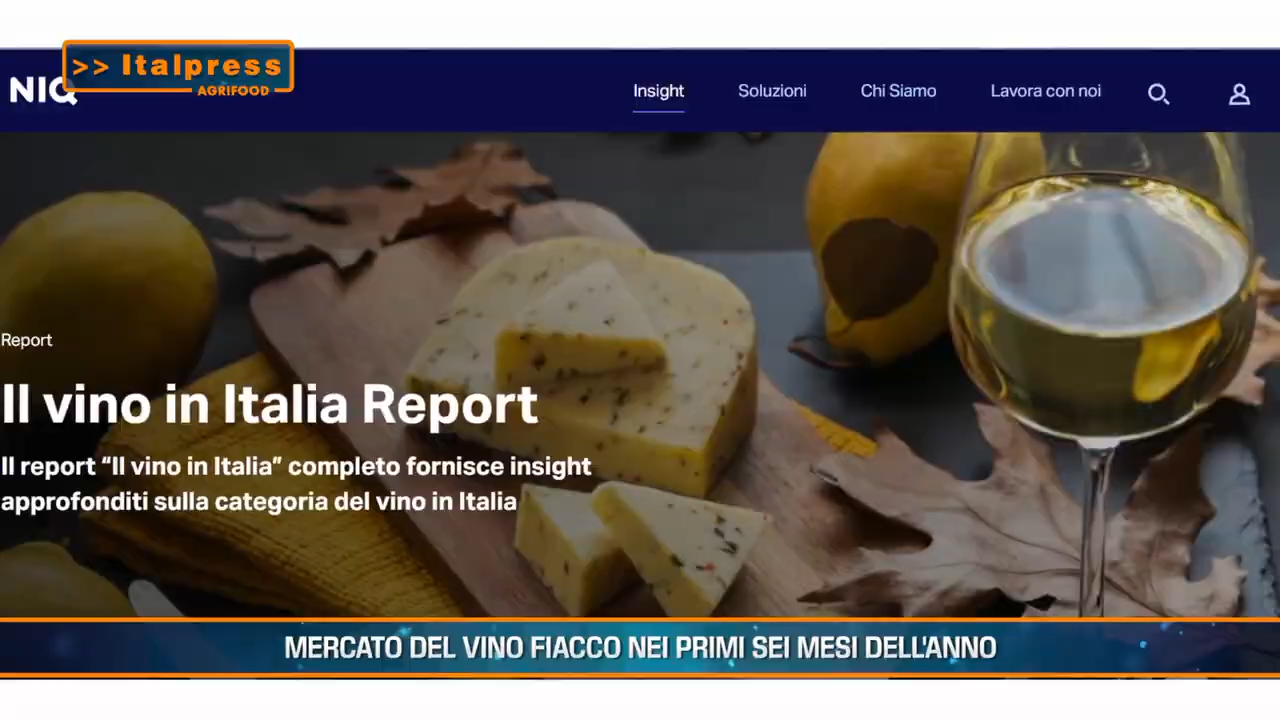 >> Italpress
AGRIFOOD
NIQ
Insight
Soluzioni
Chi Siamo
Lavora con noi
Report
Il vino in Italia Report
Il report “Il vino in Italia” completo fornisce insight
approfonditi sulla categoria del vino in Italia
MERCATO DEL VINO FIACCO NEI PRIMI SEI MESI DELL'ANNO